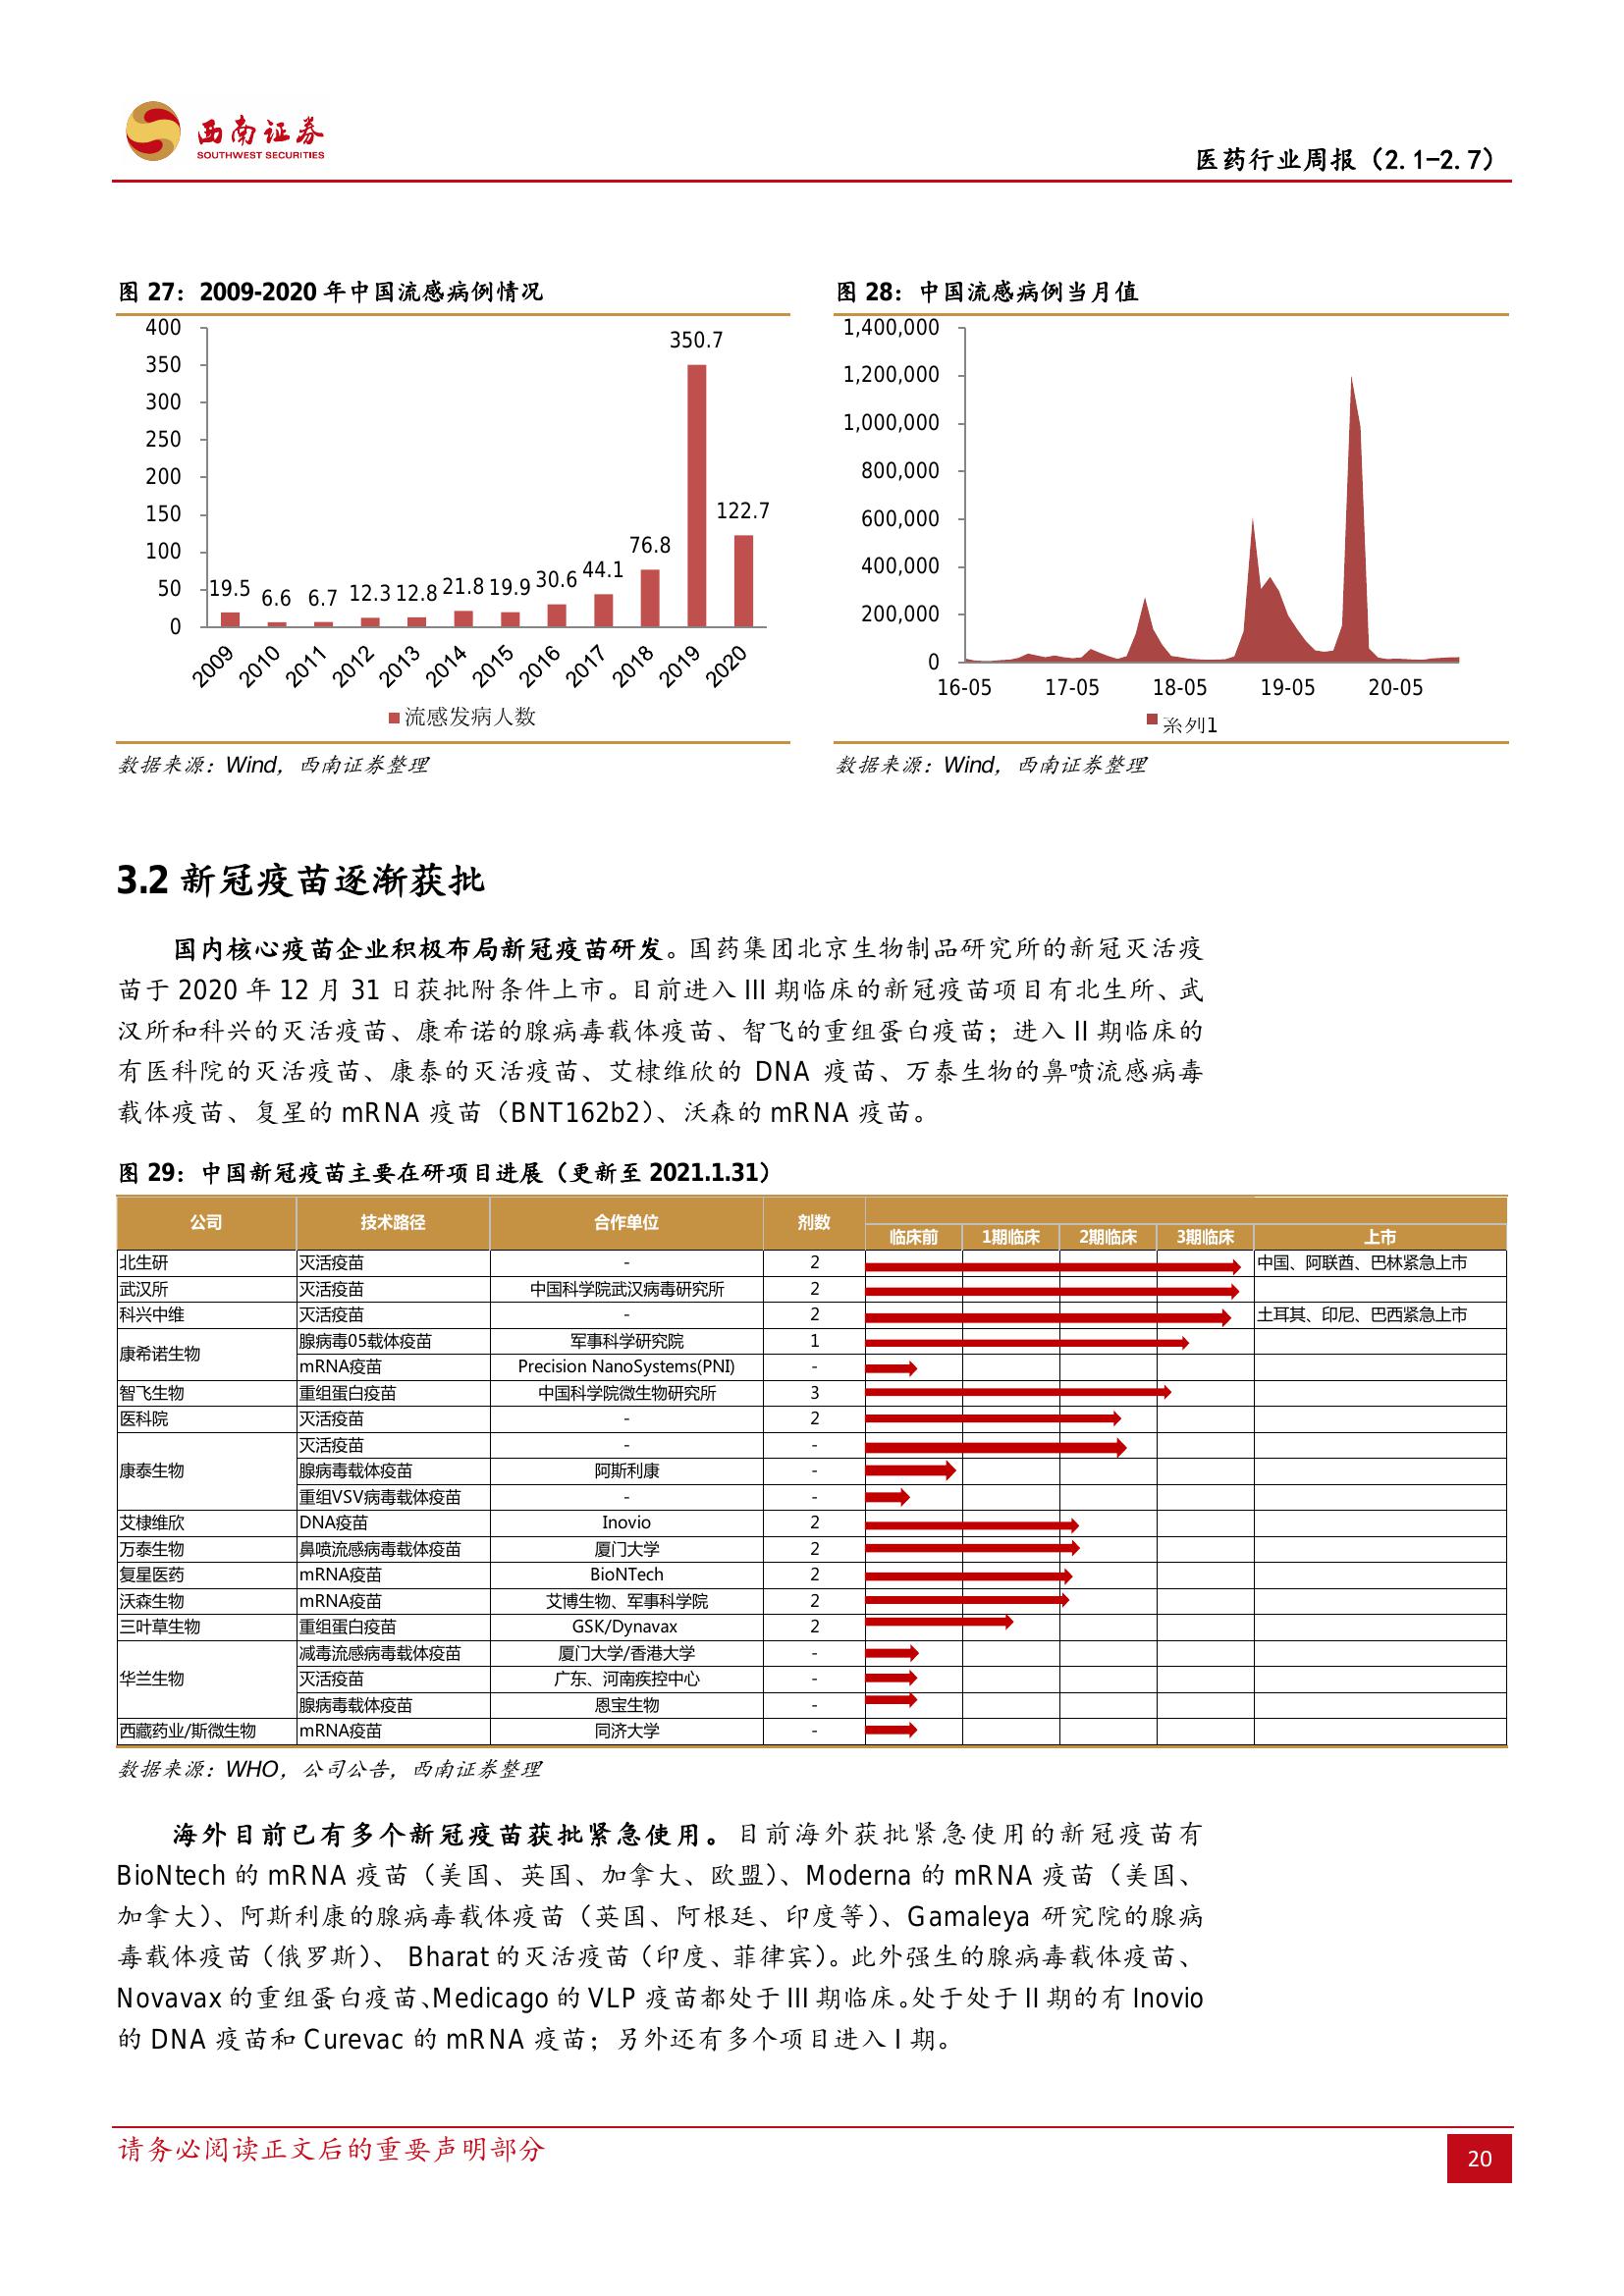 西南证券
SOUTHWEST SECURITIES
医药行业周报（2.1-2.7）
图 27：2009-2020 年中国流感病例情况
400
350
300
250
200
150
100
50
0
19.5
6.6
6.7
12.3
12.8
21.8
19.9
30.6
44.1
76.8
350.7
122.7
2009
2010
2011
2012
2013
2014
2015
2016
2017
2018
2019
2020
流感发病人数
数据来源：Wind，西南证券整理
图 28：中国流感病例当月值
1,400,000
1,200,000
1,000,000
800,000
600,000
400,000
200,000
0
16-05
17-05
18-05
19-05
20-05
系列1
数据来源：Wind，西南证券整理
3.2 新冠疫苗逐渐获批
国内核心疫苗企业积极布局新冠疫苗研发。国药集团北京生物制品研究所的新冠灭活疫
苗于 2020 年 12 月 31 日获批附条件上市。目前进入 III 期临床的新冠疫苗项目有北生所、武
汉所和科兴的灭活疫苗、康希诺的腺病毒载体疫苗、智飞的重组蛋白疫苗；进入 II 期临床的
有医科院的灭活疫苗、康泰的灭活疫苗、艾棣维欣的 DNA 疫苗、万泰生物的鼻喷流感病毒
载体疫苗、复星的 mRNA 疫苗（BNT162b2）、沃森的 mRNA 疫苗。
图 29：中国新冠疫苗主要在研项目进展（更新至 2021.1.31）
公司 技术路径 合作单位 剂数 临床前 1期临床 2期临床 3期临床 上市
北生研 灭活疫苗 - 2 中国、阿联酋、巴林紧急上市
武汉所 灭活疫苗 中国科学院武汉病毒研究所 2
科兴中维 灭活疫苗 - 2 土耳其、印尼、巴西紧急上市
康希诺生物 腺病毒05载体疫苗 军事科学研究院 1
mRNA疫苗 Precision NanoSystems(PNI) -
智飞生物 重组蛋白疫苗 中国科学院微生物研究所 3
医科院 灭活疫苗 - 2
康泰生物 灭活疫苗 - -
腺病毒载体疫苗 阿斯利康 -
重组VSV病毒载体疫苗 - -
艾棣维欣 DNA疫苗 Inovio 2
万泰生物 鼻喷流感病毒载体疫苗 厦门大学 2
复星医药 mRNA疫苗 BioNTech 2
沃森生物 mRNA疫苗 艾博生物、军事科学院 2
三叶草生物 重组蛋白疫苗 GSK/Dynavax 2
华兰生物 减毒流感病毒载体疫苗 厦门大学/香港大学 -
灭活疫苗 广东、河南疾控中心 -
腺病毒载体疫苗 恩宝生物 -
西藏药业/斯微生物 mRNA疫苗 同济大学 -
数据来源：WHO，公司公告，西南证券整理
海外目前已有多个新冠疫苗获批紧急使用。目前海外获批紧急使用的新冠疫苗有
BioNtech 的 mRNA 疫苗（美国、英国、加拿大、欧盟）、Moderna 的 mRNA 疫苗（美国、
加拿大）、阿斯利康的腺病毒载体疫苗（英国、阿根廷、印度等）、Gamaleya 研究院的腺病
毒载体疫苗（俄罗斯）、 Bharat 的灭活疫苗（印度、菲律宾）。此外强生的腺病毒载体疫苗、
Novavax 的重组蛋白疫苗、Medicago 的 VLP 疫苗都处于 III 期临床。处于处于 II 期的有 Inovio
的 DNA 疫苗和 Curevac 的 mRNA 疫苗；另外还有多个项目进入 I 期。
请务必阅读正文后的重要声明部分
20